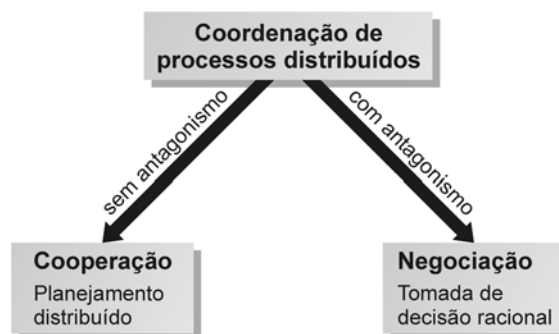 Coordenação de
processos distribuídos
sem antagonismo
com antagonismo
Cooperação
Planejamento
distribuído
Negociação
Tomada de
decisão racional